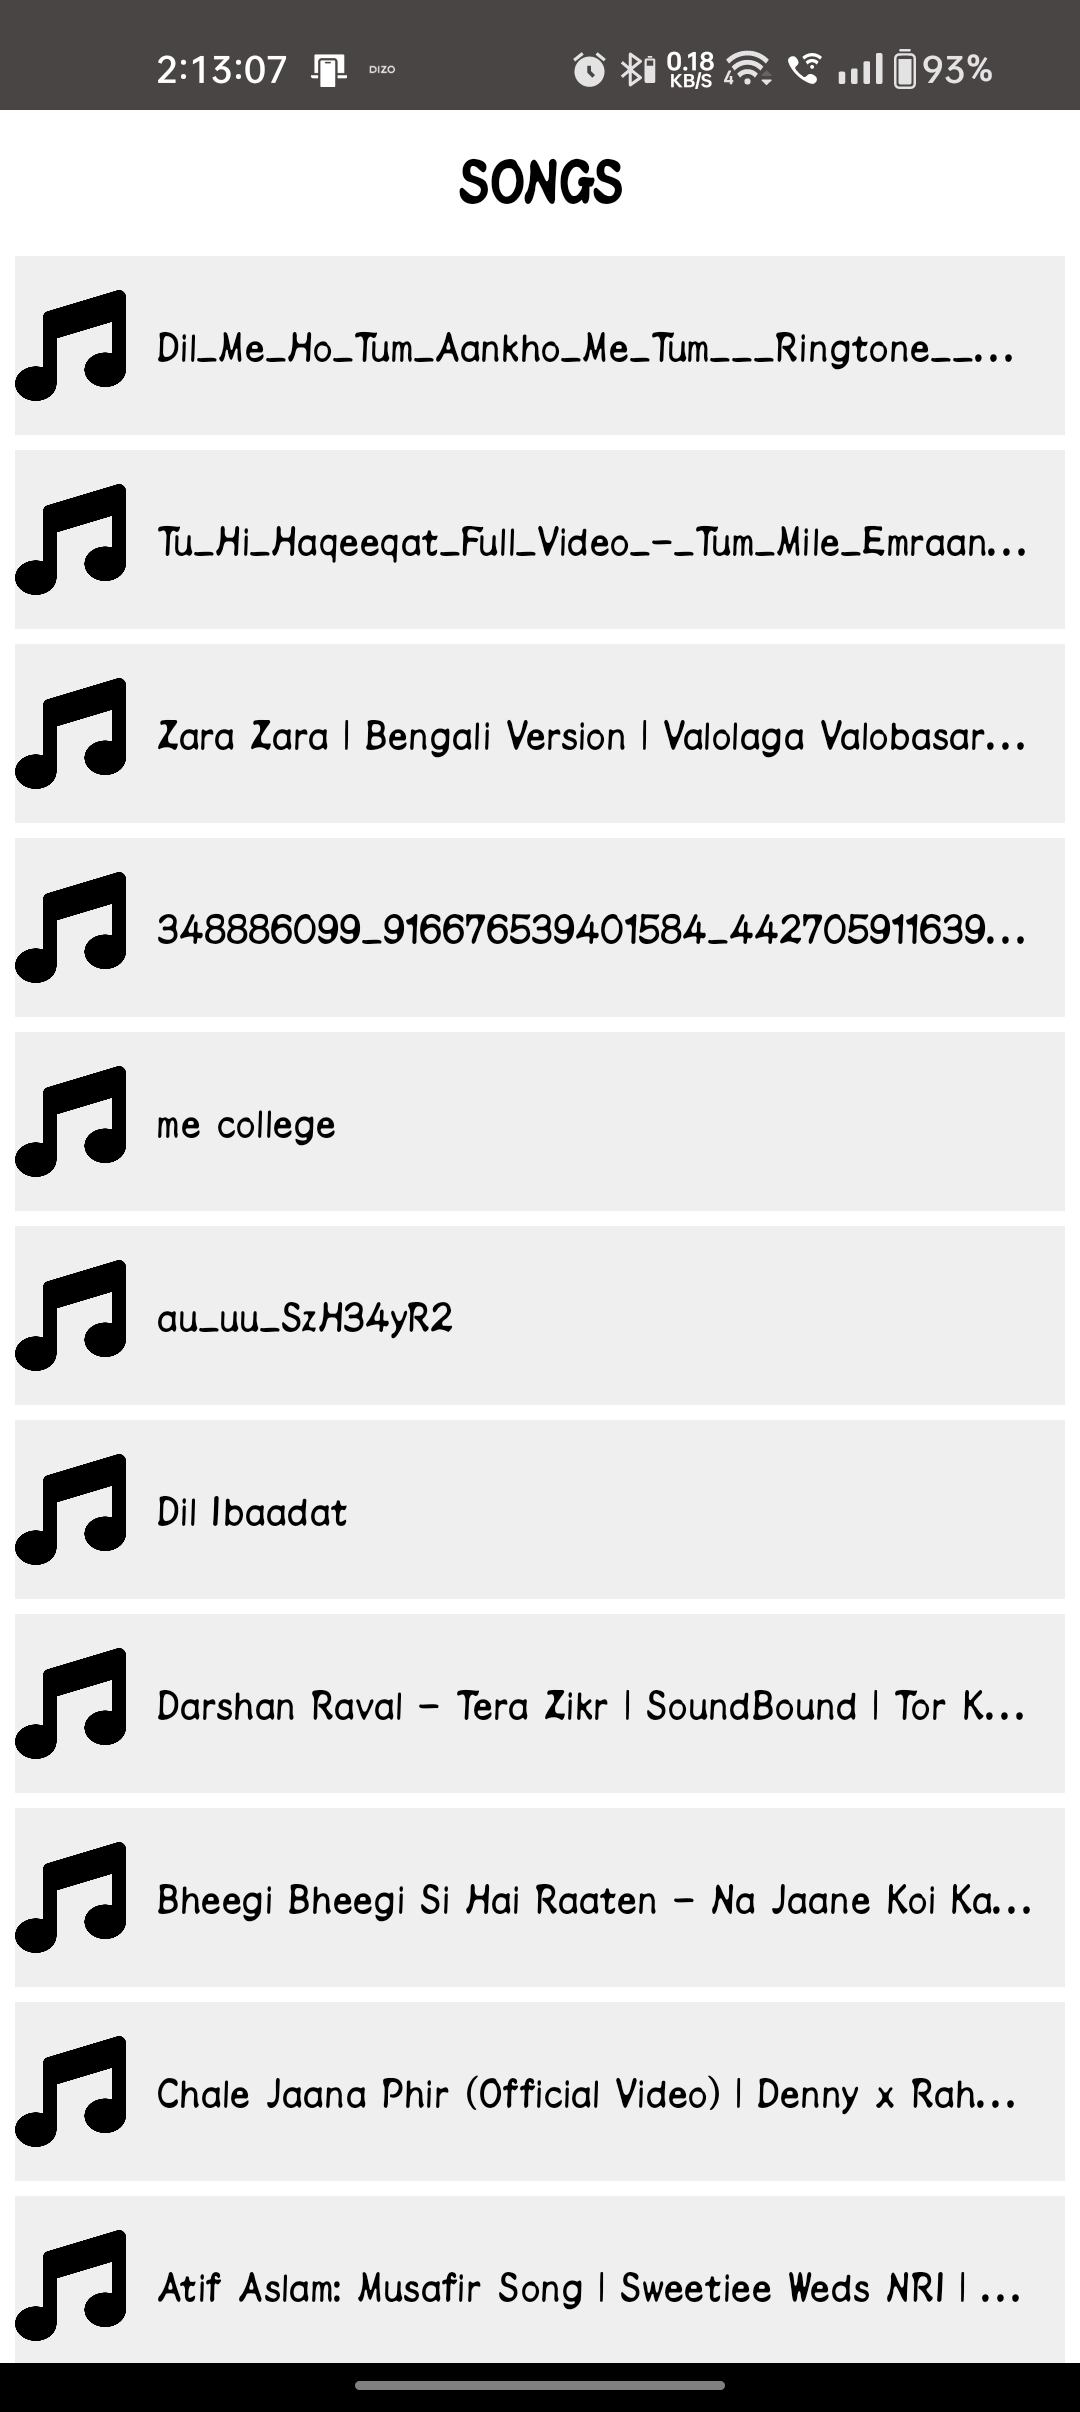 2:13:07 DIZO 0.18 KB/S 4 93%
SONGS
Dil_Me_Ho_Tum_Aankho_Me_Tum___Ringtone__...
Tu_Hi_Haqeeqat_Full_Video_-_Tum_Mile_Emraan...
Zara Zara | Bengali Version | Valolaga Valobasar...
348886099_916676539401584_442705911639...
me college
au_uu_SzH34yR2
Dil Ibaadat
Darshan Raval - Tera Zikr | SoundBound | Tor K...
Bheegi Bheegi Si Hai Raaten - Na Jaane Koi Ka...
Chale Jaana Phir (Official Video) | Denny x Rah...
Atif Aslam: Musafir Song | Sweetiee Weds NRI | ...